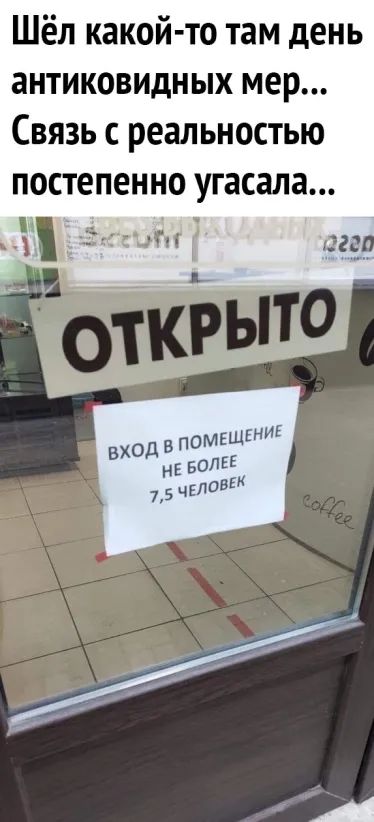 Шёл какой-то там день
антиковидных мер...
Связь с реальностью
постепенно угасала...
ОТКРЫТО
ВХОД В ПОМЕЩЕНИЕ
НЕ БОЛЕЕ
7,5 ЧЕЛОВЕК
coffee